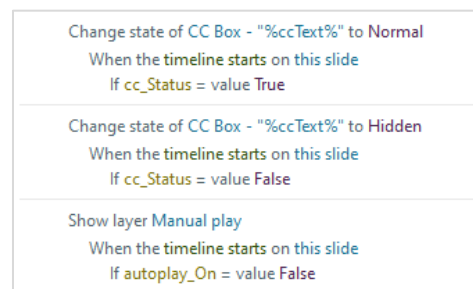 Change state of CC Box - "%ccText%" to Normal
When the timeline starts on this slide
If cc_Status = value True
Change state of CC Box - "%ccText%" to Hidden
When the timeline starts on this slide
If cc_Status = value False
Show layer Manual play
When the timeline starts on this slide
If autoplay_On = value False